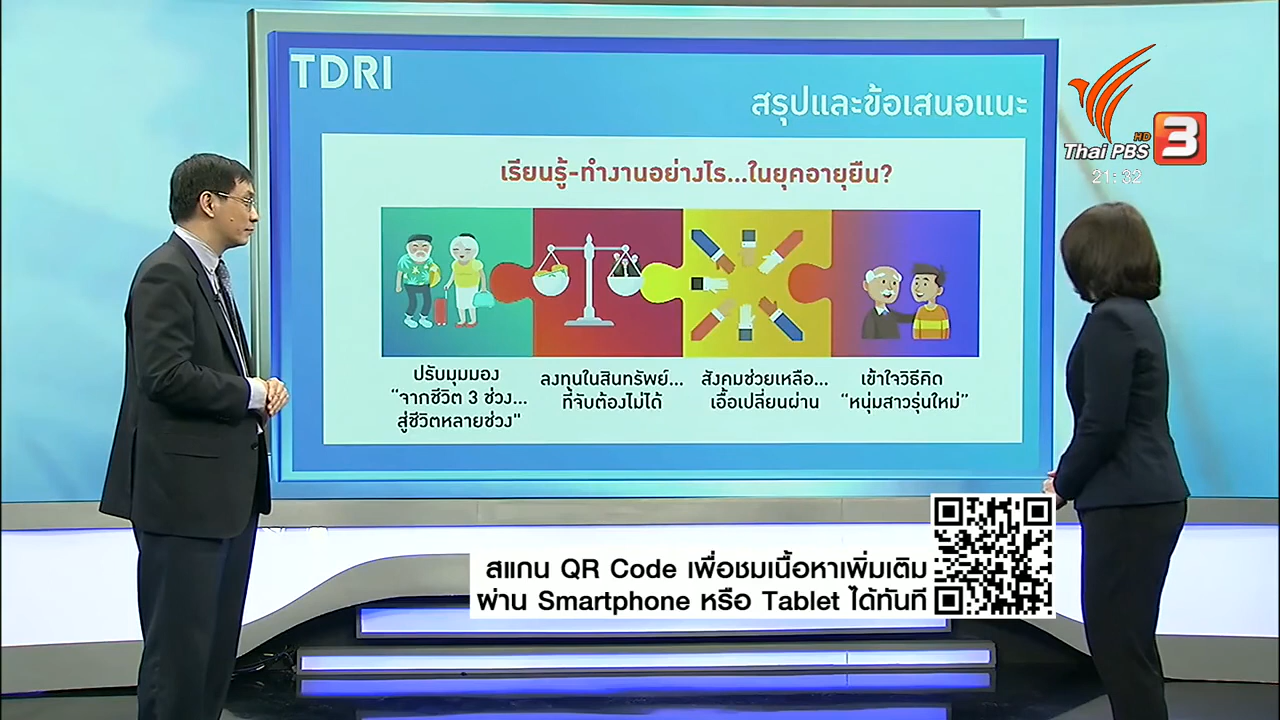 TDRI
สรุปและข้อเสนอแนะ
HD
Thai PBS 3
21:32
เรียนรู้-ทำงานอย่างไร...ในยุคอายุยืน?
ปรับมุมมอง
“จากชีวิต 3 ช่วง...
สู่ชีวิตหลายช่วง"
ลงทุนในสินทรัพย์...
ที่จับต้องไม่ได้
สังคมช่วยเหลือ...
เอื้อเปลี่ยนผ่าน
เข้าใจวิธีคิด
“หนุ่มสาวรุ่นใหม่”
สแกน QR Code เพื่อชมเนื้อหาเพิ่มเติม
ผ่าน Smartphone หรือ Tablet ได้ทันที